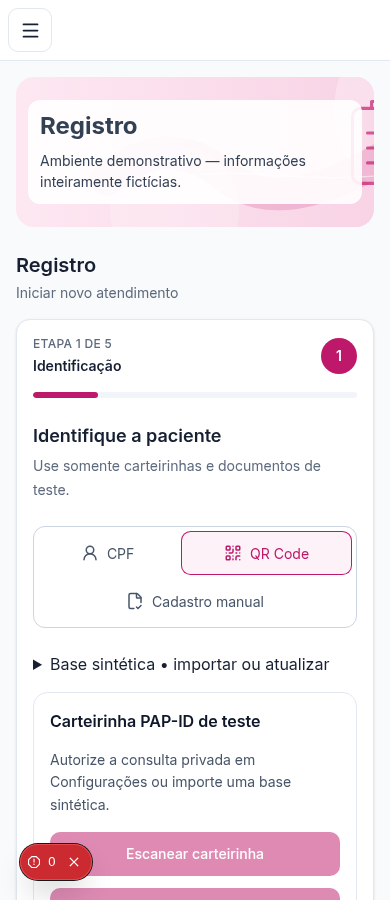 Registro
Ambiente demonstrativo — informações
inteiramente fictícias.
Registro
Iniciar novo atendimento
ETAPA 1 DE 5
Identificação
1
Identifique a paciente
Use somente carteirinhas e documentos de
teste.
CPF
QR Code
Cadastro manual
Base sintética • importar ou atualizar
Carteirinha PAP-ID de teste
Autorize a consulta privada em
Configurações ou importe uma base
sintética.
Escanear carteirinha
0